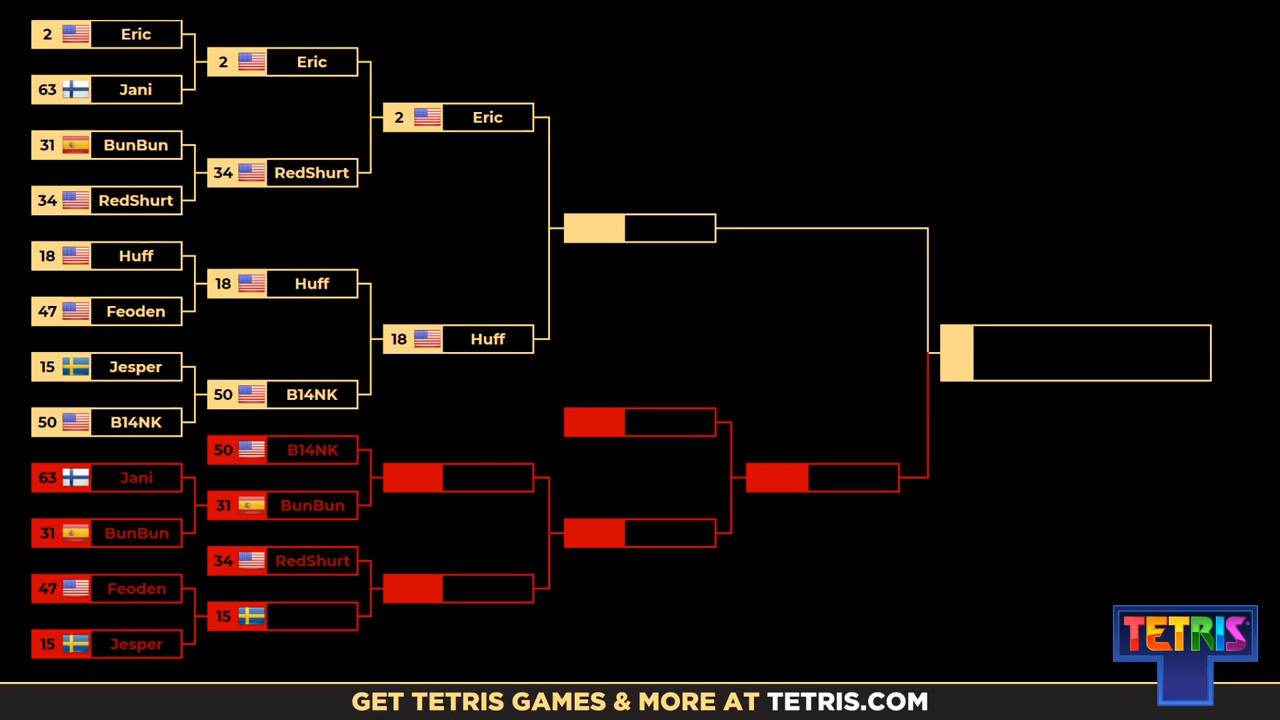 2 Eric
63 Jani
31 BunBun
34 RedShurt
18 Huff
47 Feoden
15 Jesper
50 B14NK
63 Jani
31 BunBun
47 Feoden
15 Jesper
2 Eric
34 RedShurt
18 Huff
50 B14NK
50 B14NK
31 BunBun
34 RedShurt
15
2 Eric
18 Huff
TETRIS
GET TETRIS GAMES & MORE AT TETRIS.COM